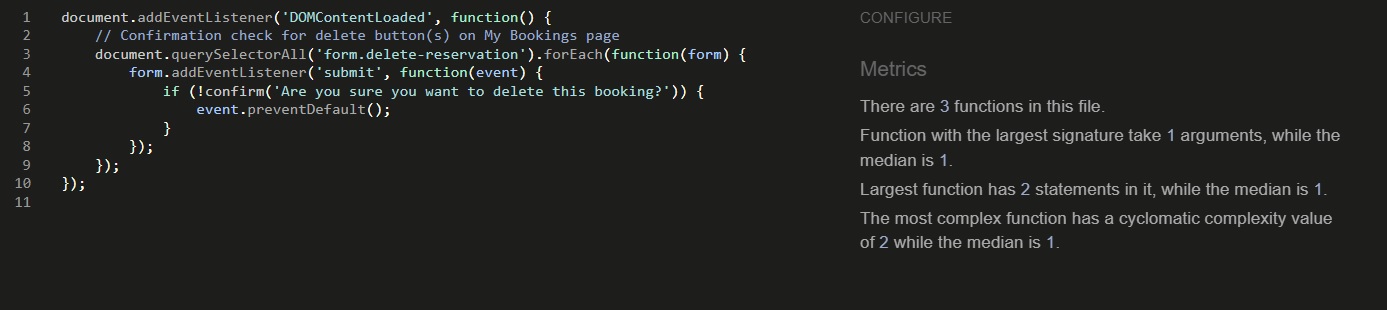 1 document.addEventListener('DOMContentLoaded', function() {
2 // Confirmation check for delete button(s) on My Bookings page
3 document.querySelectorAll('form.delete-reservation').forEach(function(form) {
4 form.addEventListener('submit', function(event) {
5 if (!confirm('Are you sure you want to delete this booking?')) {
6 event.preventDefault();
7 }
8 });
9 });
10 });
11
CONFIGURE
Metrics
There are 3 functions in this file.
Function with the largest signature take 1 arguments, while the
median is 1.
Largest function has 2 statements in it, while the median is 1.
The most complex function has a cyclomatic complexity value
of 2 while the median is 1.